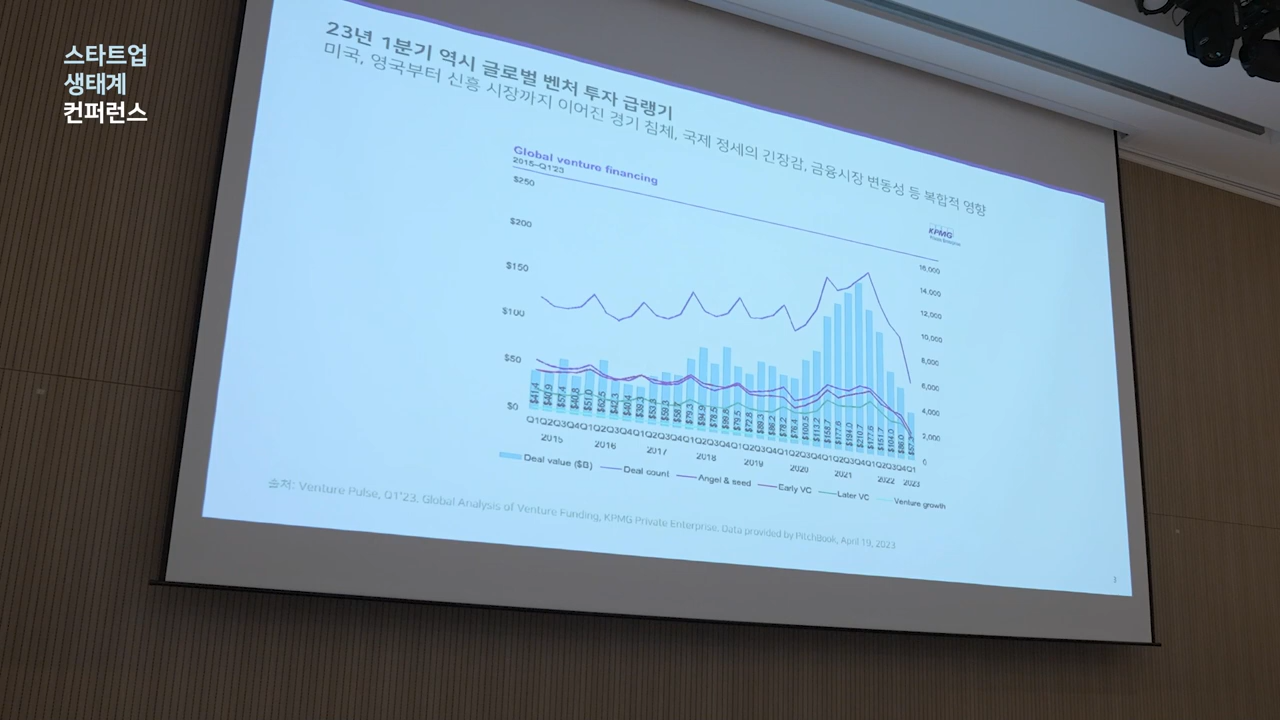 스타트업
생태계
컨퍼런스
23년 1분기 역시 글로벌 벤처 투자 급랭기
미국, 영국부터 신흥 시장까지 이어진 경기 침체, 국제 정세의 긴장감, 금융시장 변동성 등 복합적 영향
Global venture financing
2015–Q1'23
KPMG
$250
$200
$150
$100
$50
$0
16,000
14,000
12,000
10,000
8,000
6,000
4,000
2,000
0
Q1Q2Q3Q4Q1Q2Q3Q4Q1Q2Q3Q4Q1Q2Q3Q4Q1Q2Q3Q4Q1Q2Q3Q4Q1Q2Q3Q4Q1Q2Q3Q4Q1
2015 2016 2017 2018 2019 2020 2021 2022 2023
Deal value ($B) Deal count Angel & seed Early VC Later VC Venture growth
출처: Venture Pulse, Q1'23, Global Analysis of Venture Funding, KPMG Private Enterprise. Data provided by PitchBook, April 19, 2023
3